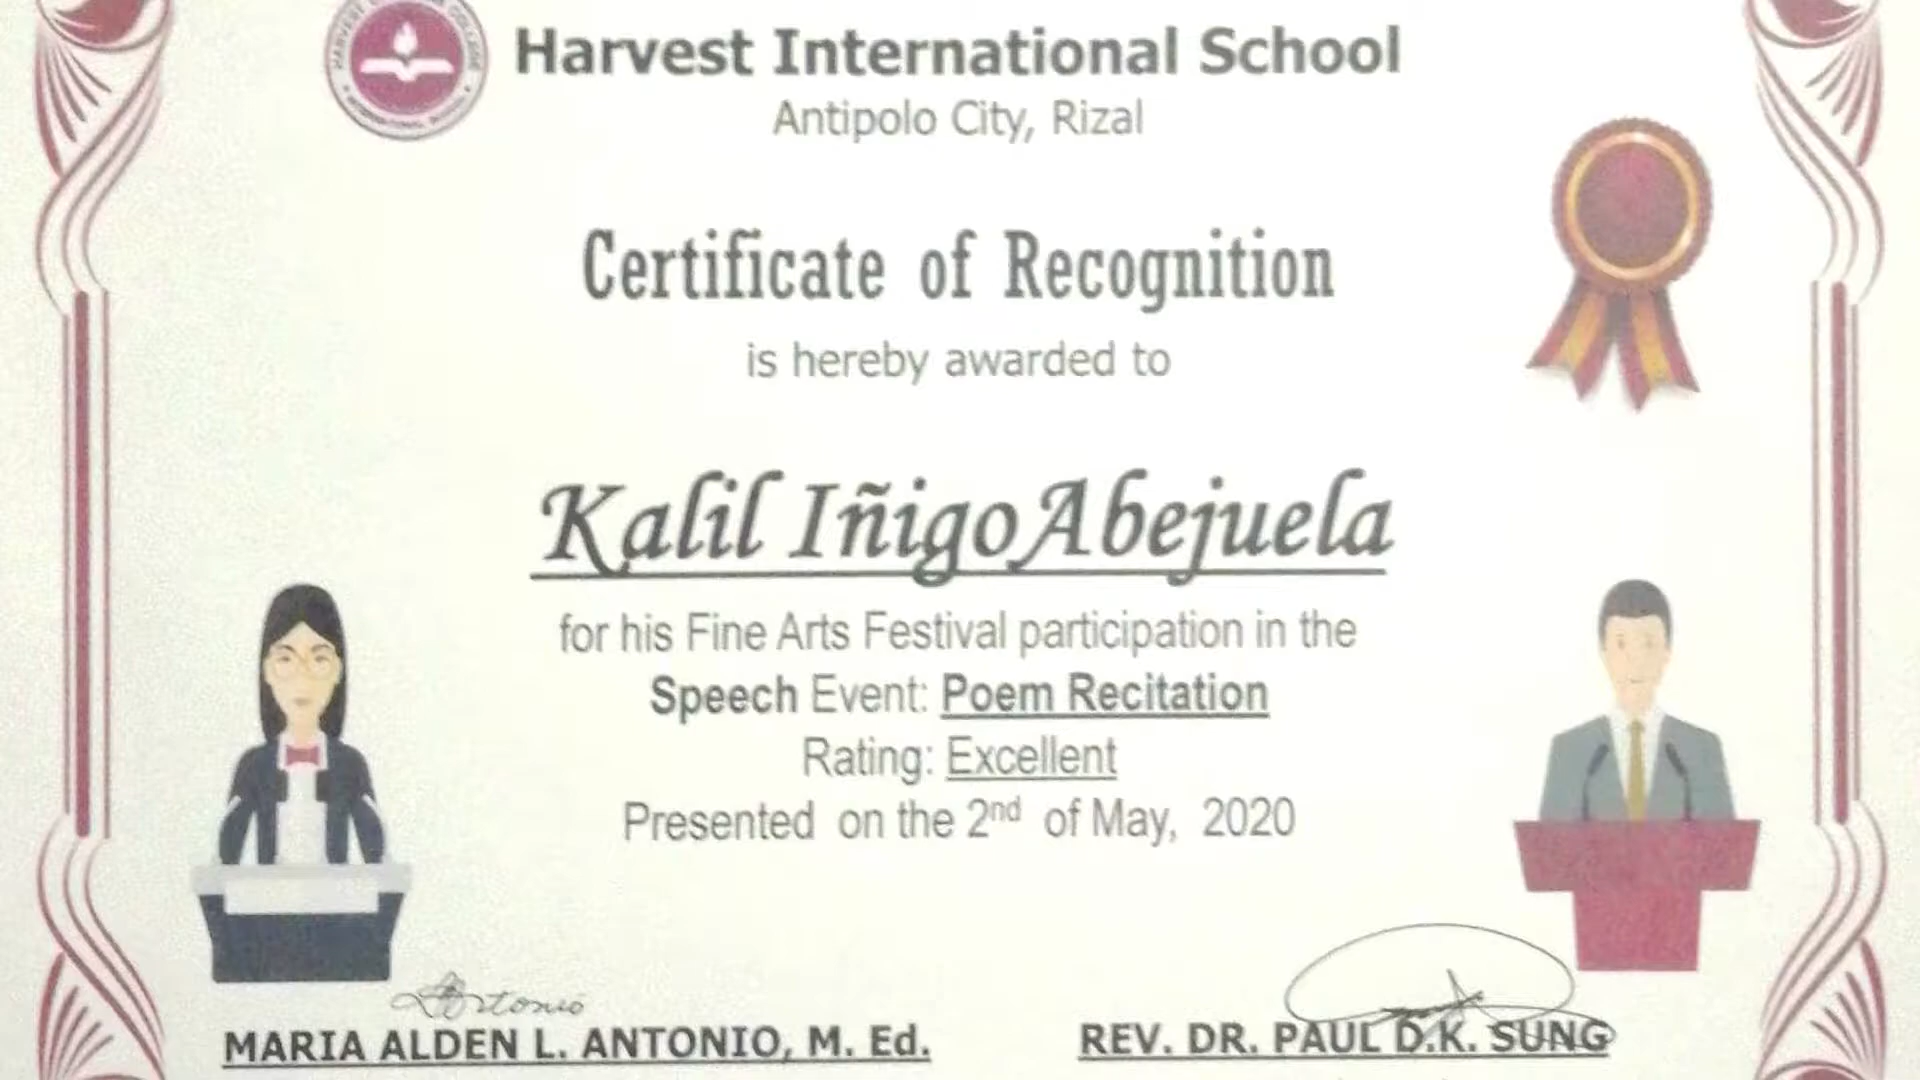 Harvest International School
Antipolo City, Rizal
Certificate of Recognition
is hereby awarded to
Kalil Iñigo Abejuela
for his Fine Arts Festival participation in the
Speech Event: Poem Recitation
Rating: Excellent
Presented on the 2nd of May, 2020
Antonio
MARIA ALDEN L. ANTONIO, M. Ed.
REV. DR. PAUL D.K. SUNG